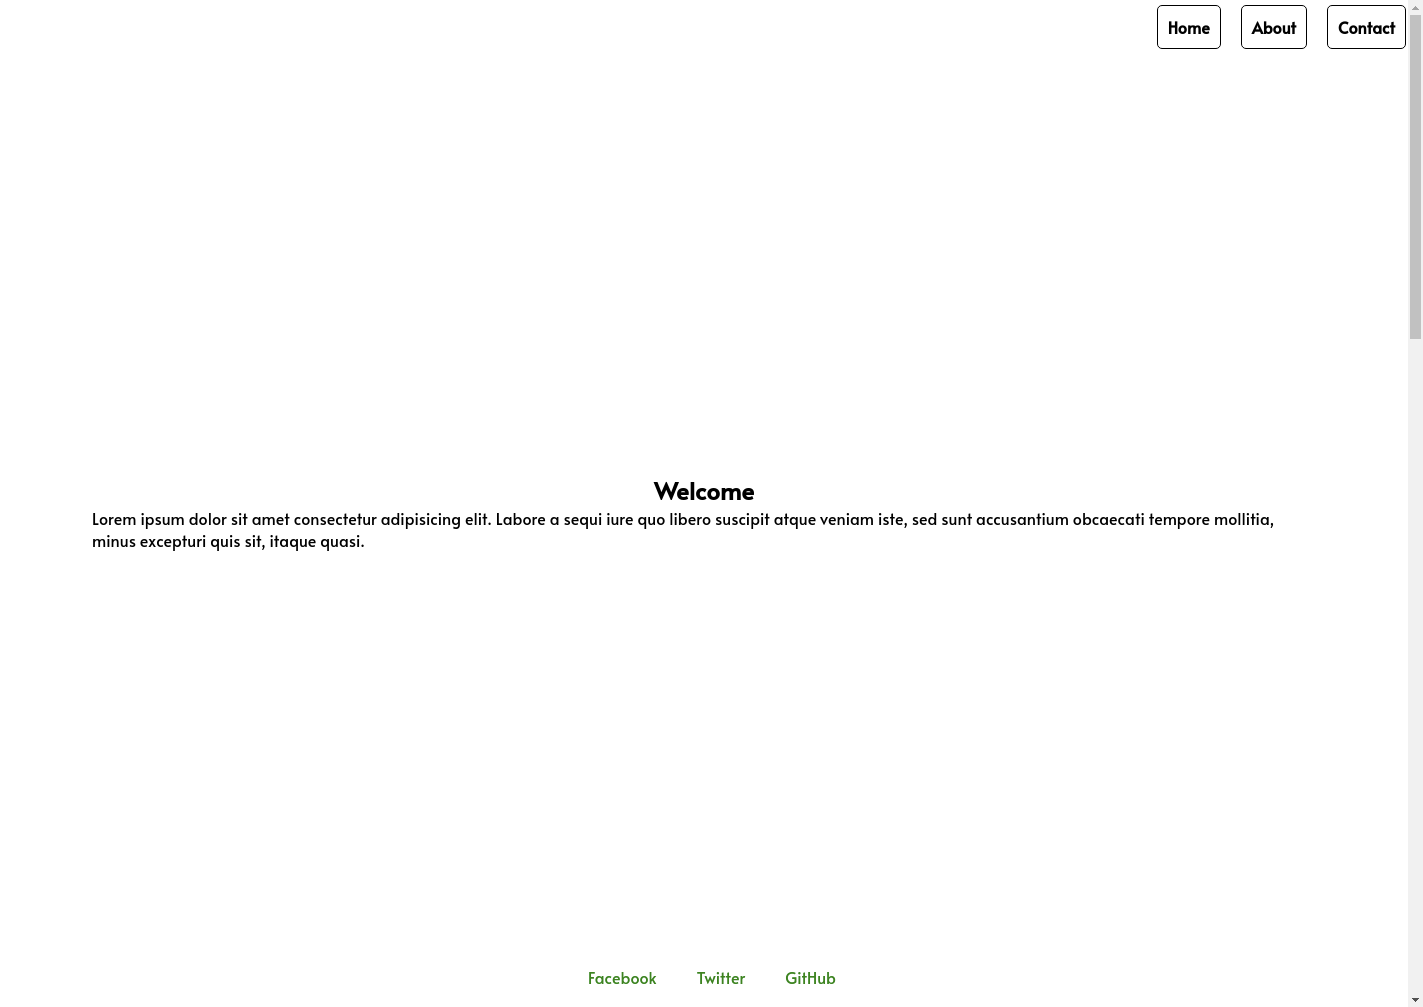 Home About Contact
Welcome
Lorem ipsum dolor sit amet consectetur adipisicing elit. Labore a sequi iure quo libero suscipit atque veniam iste, sed sunt accusantium obcaecati tempore mollitia,
minus excepturi quis sit, itaque quasi.
Facebook Twitter GitHub